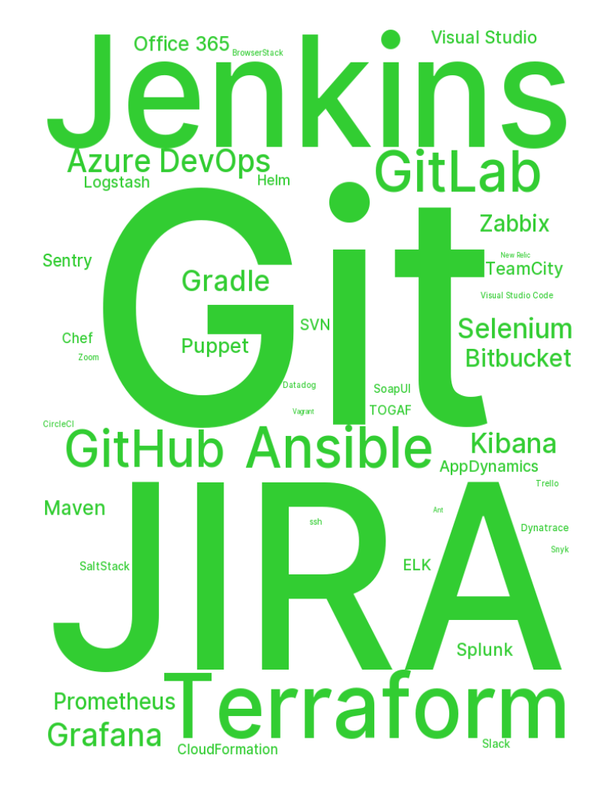 Office 365
Visual Studio
BrowserStack
Jenkins
Azure DevOps
GitLab
Logstash
Helm
Git
Zabbix
New Relic
Sentry
TeamCity
Gradle
Visual Studio Code
SVN
Selenium
Chef
Puppet
Zoom
Bitbucket
Datadog
SoapUI
Vagrant
TOGAF
CircleCI
GitHub
Ansible
Kibana
AppDynamics
Trello
JIRA
Maven
Ant
ssh
Dynatrace
Snyk
SaltStack
ELK
Splunk
Terraform
Prometheus
Grafana
CloudFormation
Slack